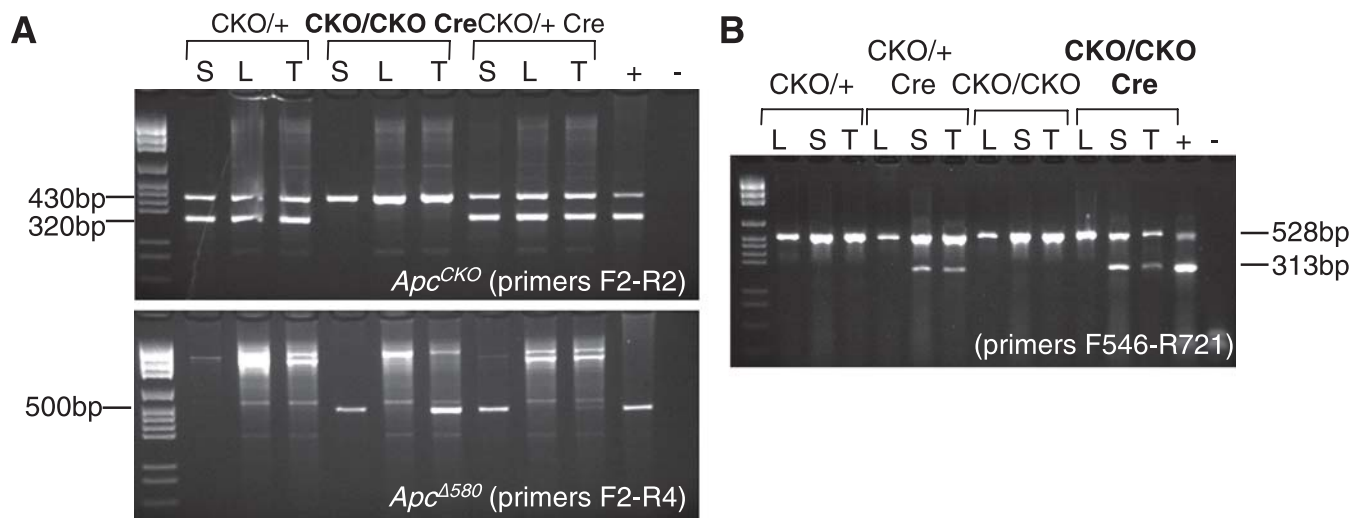 A
CKO/+ CKO/CKO Cre CKO/+ Cre
S L T S L T S L T + -
430bp
320bp
Apc^CKO (primers F2-R2)
500bp
Apc^Δ580 (primers F2-R4)
B
CKO/+ Cre
CKO/CKO Cre
CKO/+
CKO/CKO
L S T L S T L S T L S T + -
528bp
313bp
(primers F546-R721)